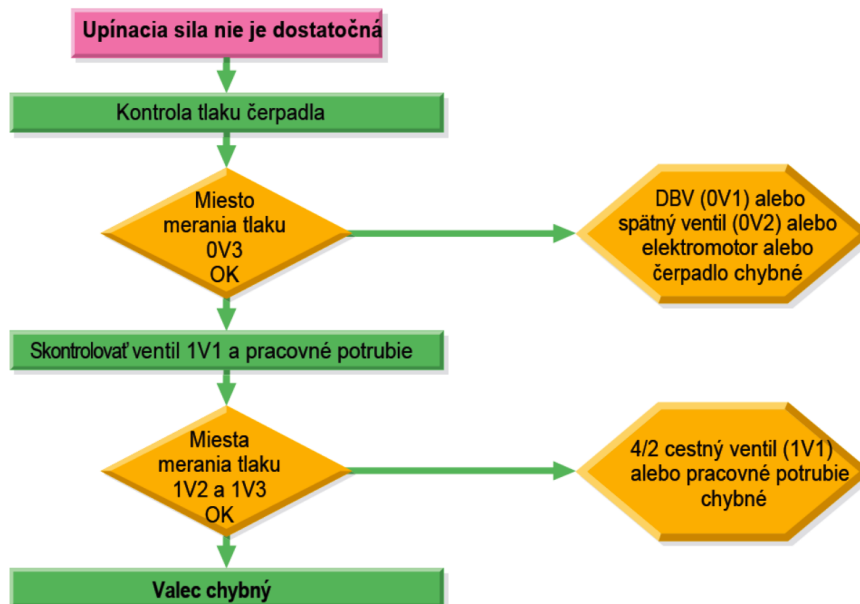 Upínacia sila nie je dostatočná
Kontrola tlaku čerpadla
Miesto
merania tlaku
0V3
OK
DBV (0V1) alebo
spätný ventil (0V2) alebo
elektromotor alebo
čerpadlo chybné
Skontrolovať ventil 1V1 a pracovné potrubie
Miesta
merania tlaku
1V2 a 1V3
OK
4/2 cestný ventil (1V1)
alebo pracovné potrubie
chybné
Valec chybný